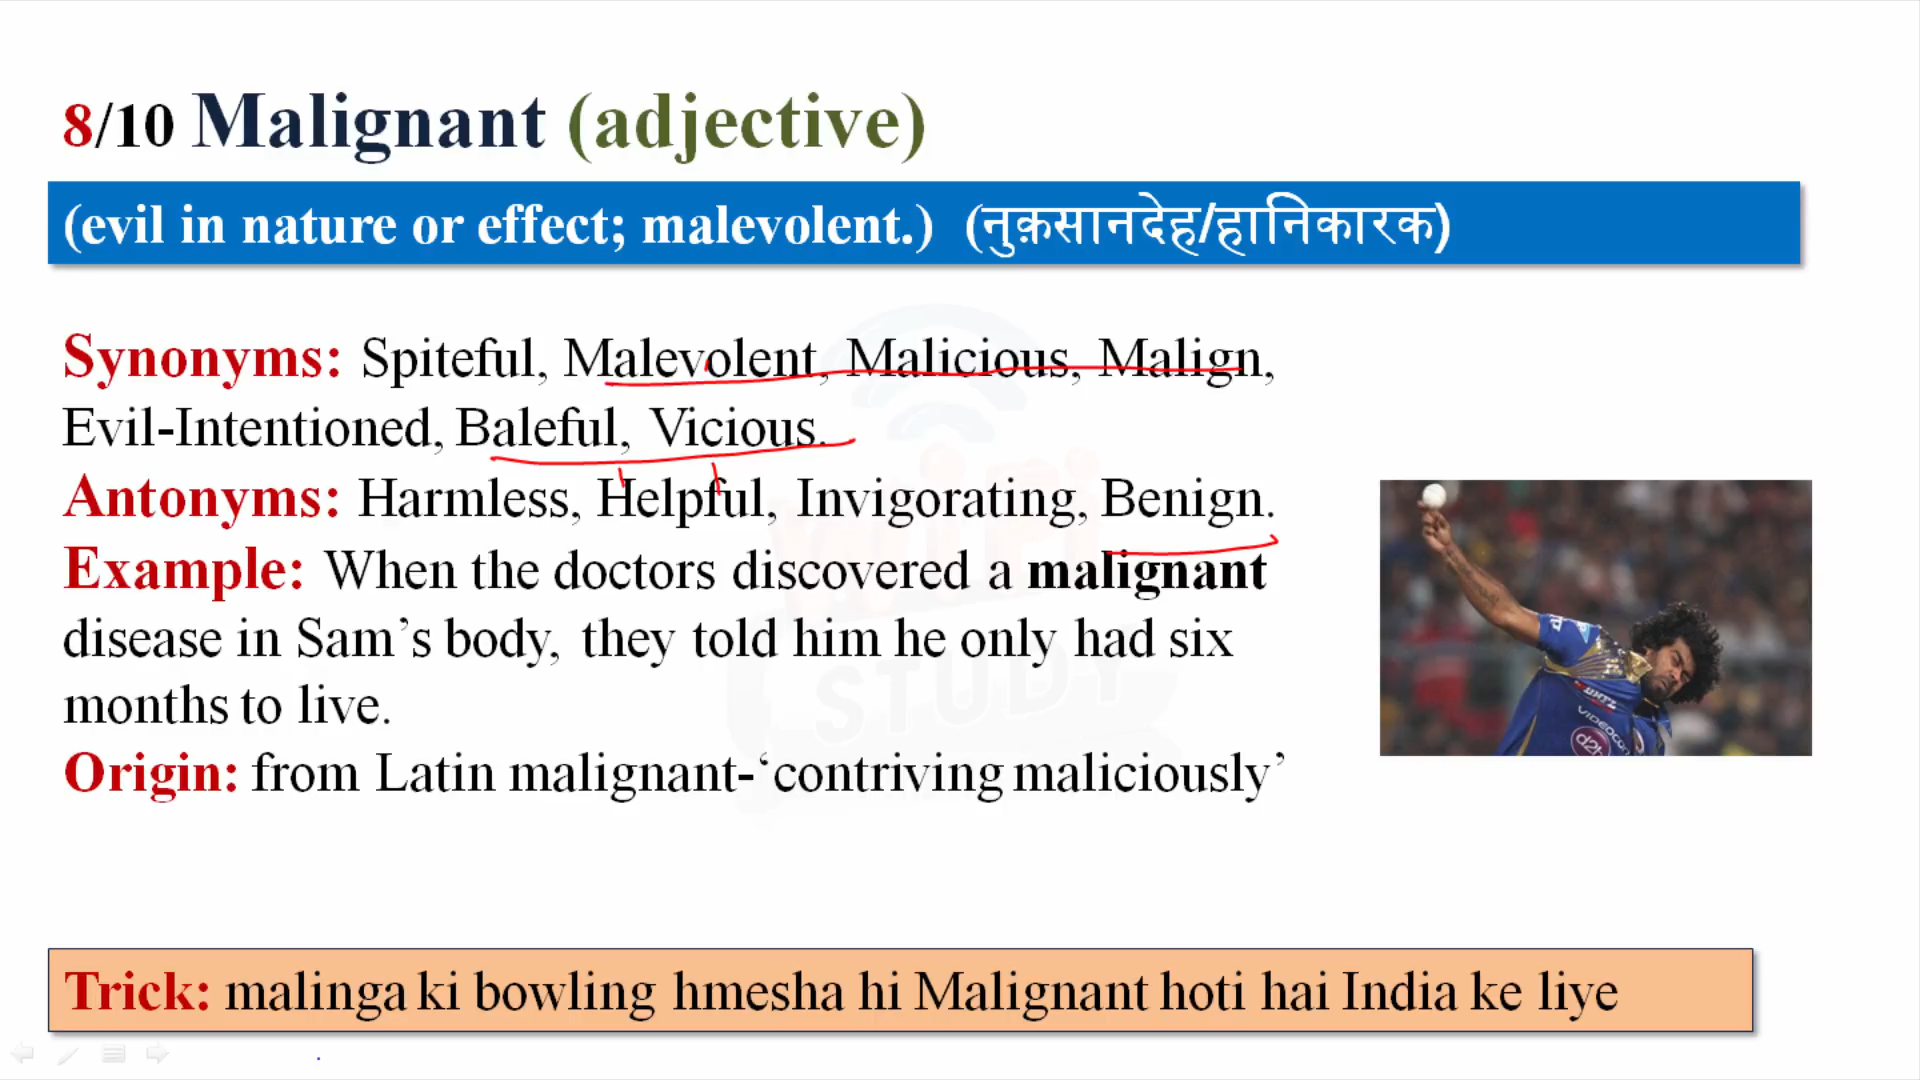 8/10 Malignant (adjective)
(evil in nature or effect; malevolent.) (नुक़सानदेह/हानिकारक)
Synonyms: Spiteful, Malevolent, Malicious, Malign,
Evil-Intentioned, Baleful, Vicious.
Antonyms: Harmless, Helpful, Invigorating, Benign.
Example: When the doctors discovered a malignant
disease in Sam’s body, they told him he only had six
months to live.
Origin: from Latin malignant-‘contriving maliciously’
STUDY
VIDEOCON
d2h
Trick: malinga ki bowling hmesha hi Malignant hoti hai India ke liye